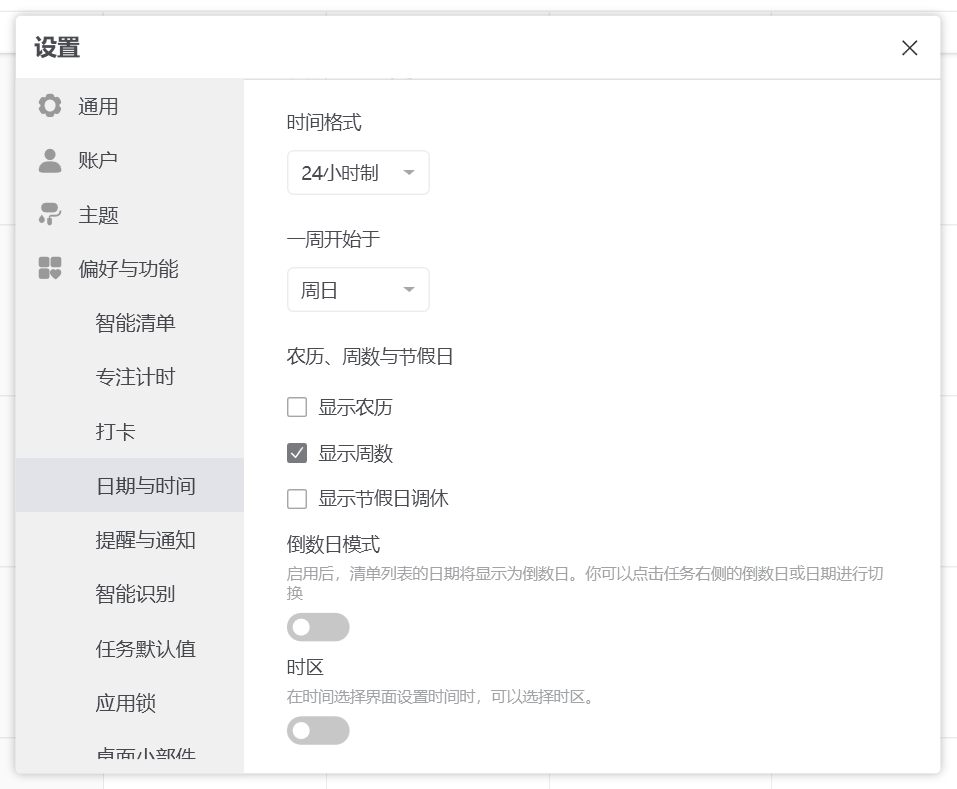 设置
通用
账户
主题
偏好与功能
智能清单
专注计时
打卡
日期与时间
提醒与通知
智能识别
任务默认值
应用锁
桌面小部件
时间格式
24小时制
一周开始于
周日
农历、周数与节假日
显示农历
显示周数
显示节假日调休
倒数日模式
启用后，清单列表的日期将显示为倒数日。你可以点击任务右侧的倒数日或日期进行切
换
时区
在时间选择界面设置时间时，可以选择时区。